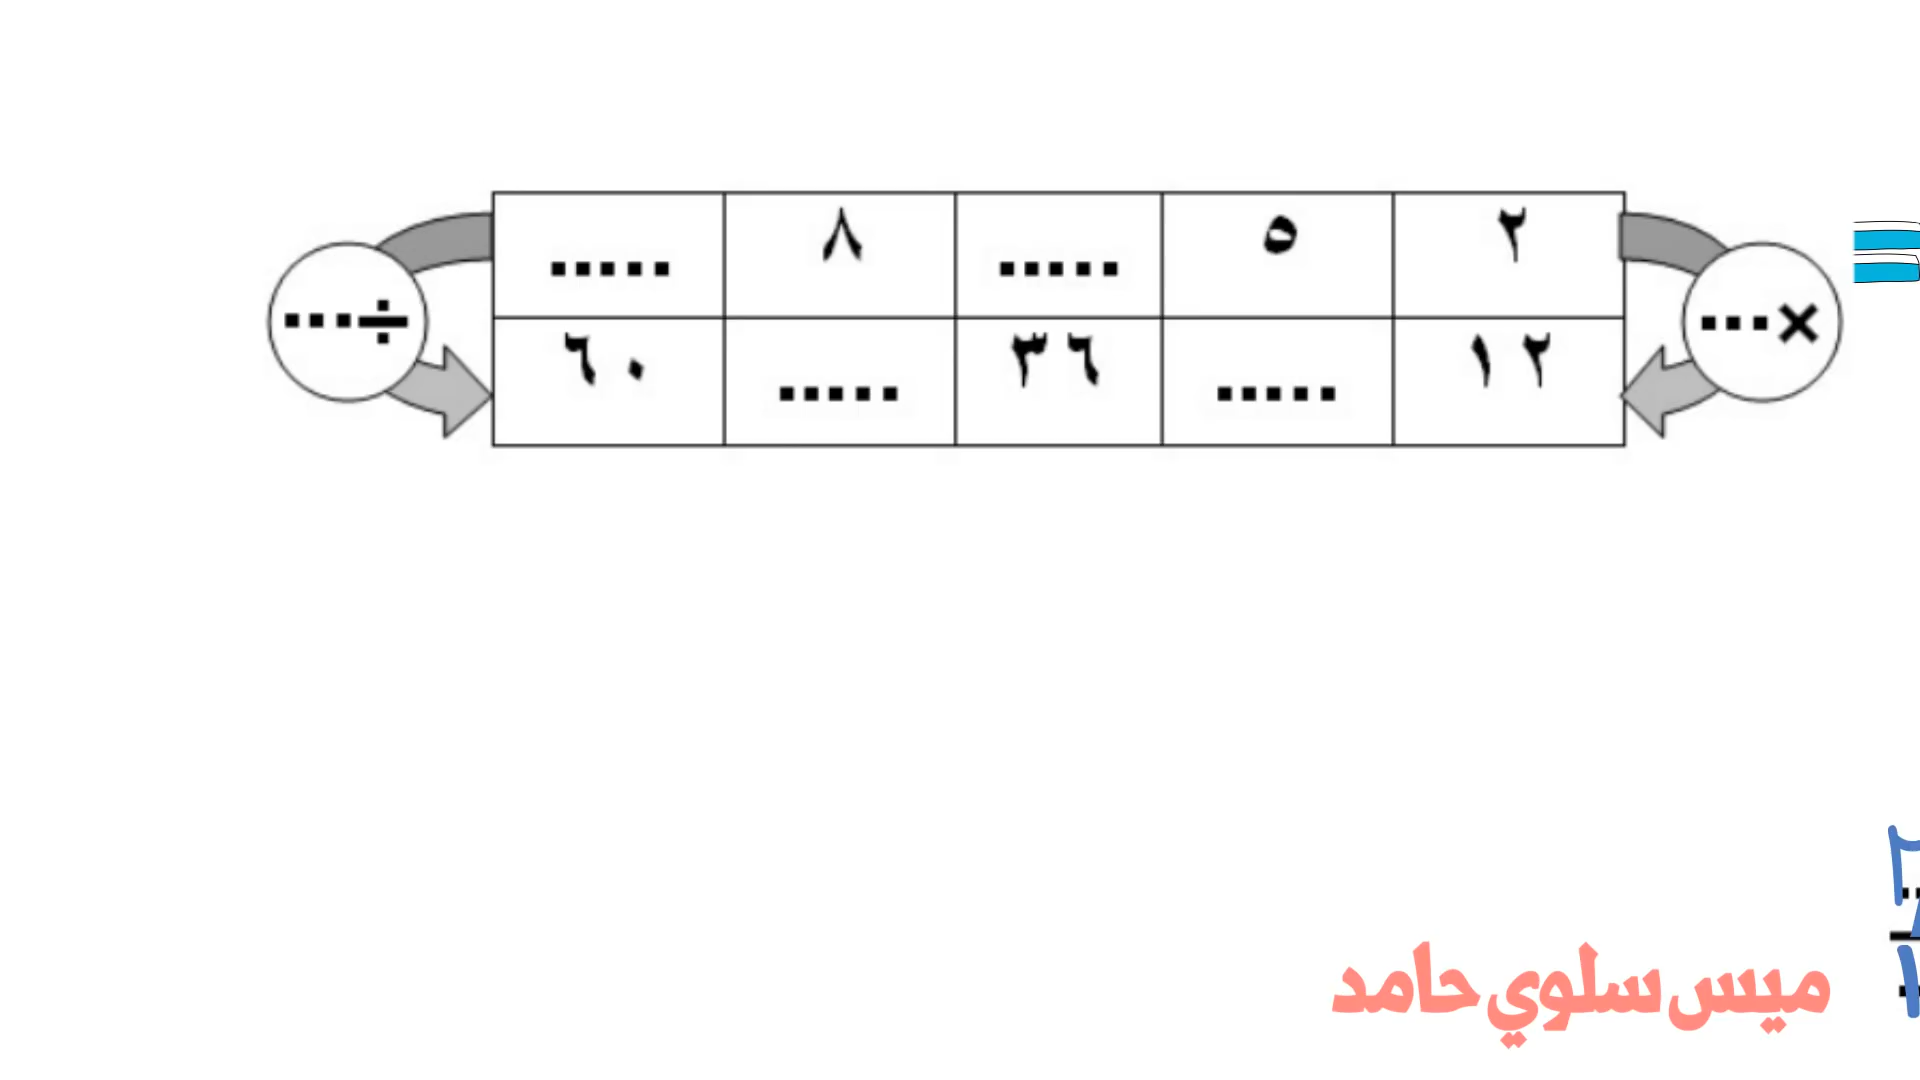 ٢ ٥ ..... ٨ .....
×... ÷...
١٢ ..... ٣٦ ..... ٦٠
ميس سلوي حامد